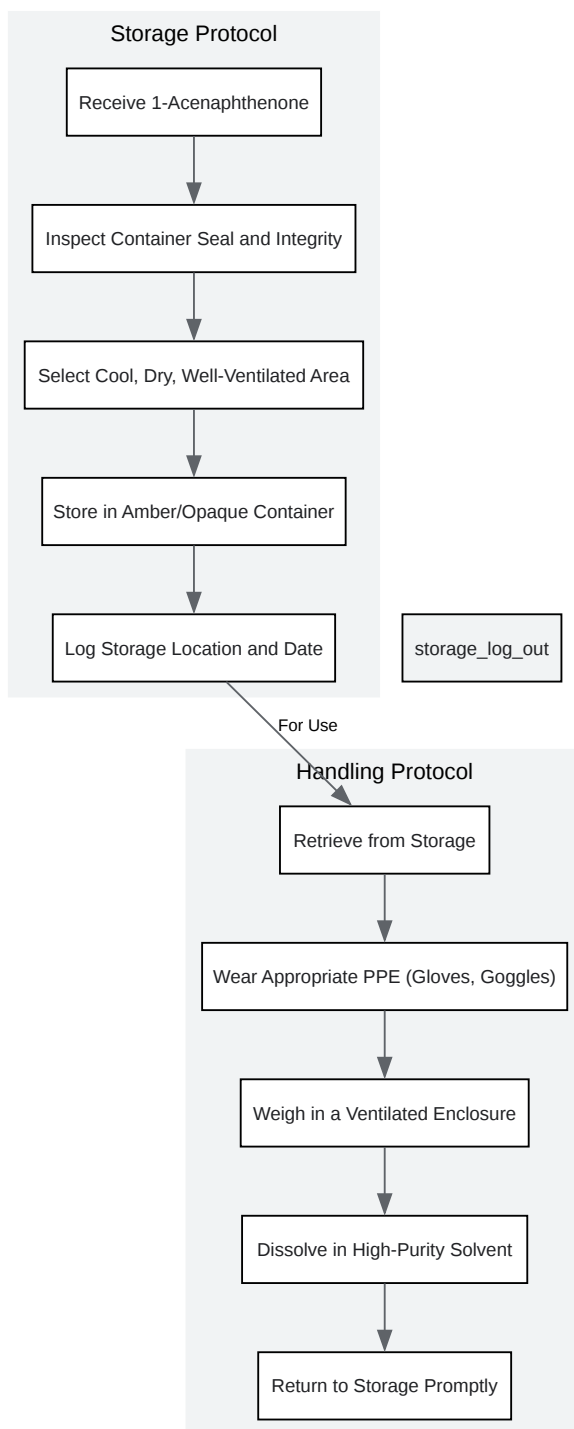 Storage Protocol
Receive 1-Acenaphthenone
Inspect Container Seal and Integrity
Select Cool, Dry, Well-Ventilated Area
Store in Amber/Opaque Container
Log Storage Location and Date
storage_log_out
For Use
Handling Protocol
Retrieve from Storage
Wear Appropriate PPE (Gloves, Goggles)
Weigh in a Ventilated Enclosure
Dissolve in High-Purity Solvent
Return to Storage Promptly